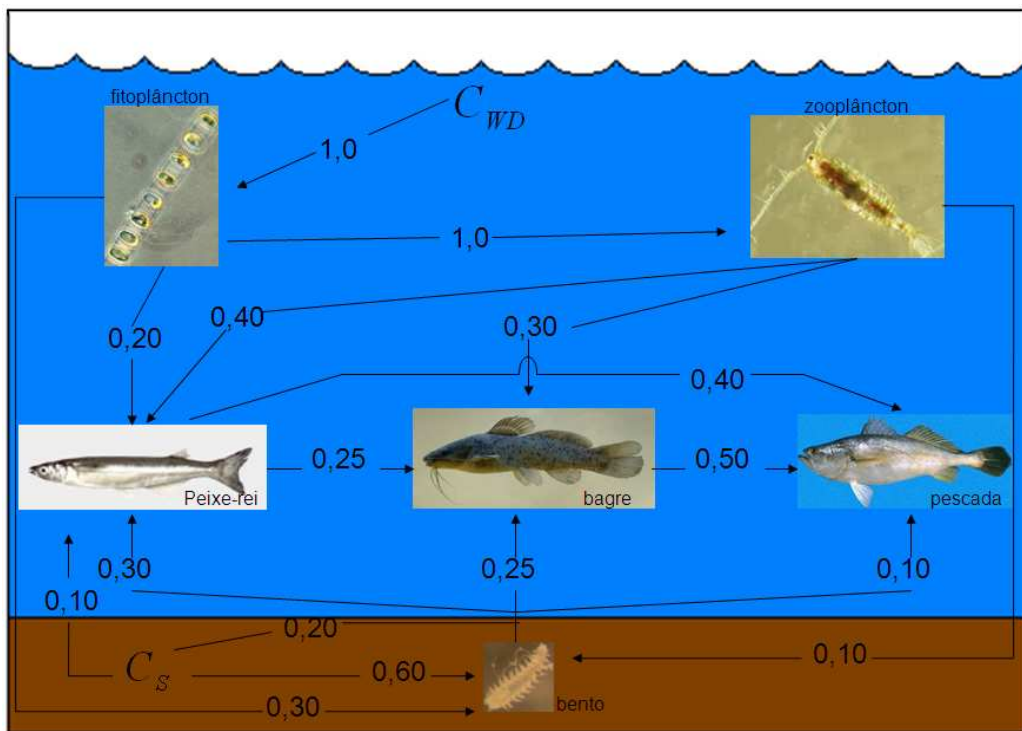 fitoplâncton
C_WD
zooplâncton
1,0
1,0
0,20
0,40
0,30
0,40
0,25
0,50
Peixe-rei
bagre
pescada
0,30
0,25
0,10
0,10
0,20
C_S
0,60
0,10
0,30
bento